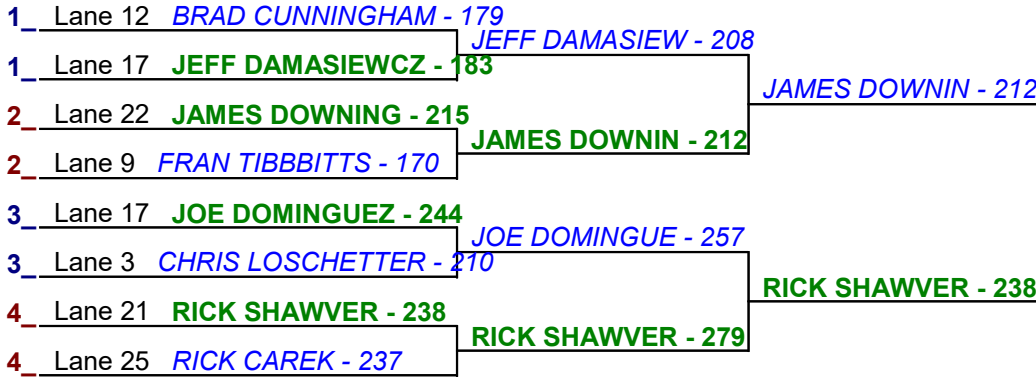 1_ Lane 12 BRAD CUNNINGHAM - 179
JEFF DAMASIEW - 208
1_ Lane 17 JEFF DAMASIEWCZ - 183
JAMES DOWNIN - 212
2_ Lane 22 JAMES DOWNING - 215
JAMES DOWNIN - 212
2_ Lane 9 FRAN TIBBBITTS - 170
3_ Lane 17 JOE DOMINGUEZ - 244
JOE DOMINGUE - 257
3_ Lane 3 CHRIS LOSCHETTER - 210
RICK SHAWVER - 238
4_ Lane 21 RICK SHAWVER - 238
RICK SHAWVER - 279
4_ Lane 25 RICK CAREK - 237